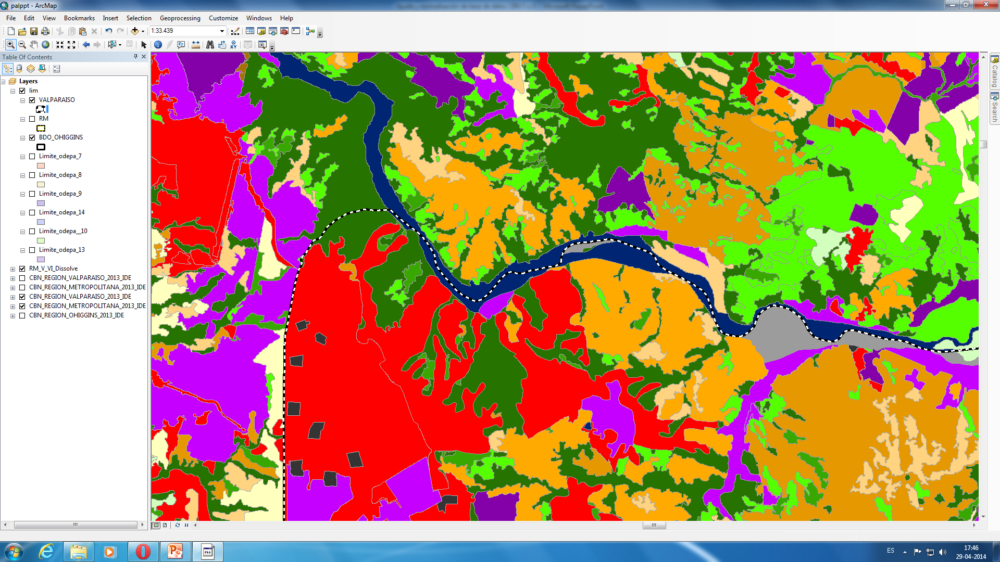 palppt - ArcMap
File Edit View Bookmarks Insert Selection Geoprocessing Customize Windows Help
1:33.439
Table Of Contents
Layers
lim
VALPARAISO
RM
BDO_OHIGGINS
Limite_odepa_7
Limite_odepa_8
Limite_odepa_9
Limite_odepa_14
Limite_odepa__10
Limite_odepa_13
RM_V_VI_Dissolve
CBN_REGION_VALPARAISO_2013_IDE
CBN_REGION_METROPOLITANA_2013_IDE
CBN_REGION_VALPARAISO_2013_IDE
CBN_REGION_METROPOLITANA_2013_IDE
CBN_REGION_OHIGGINS_2013_IDE
Catalog
Search
ES
17:46
29-04-2014